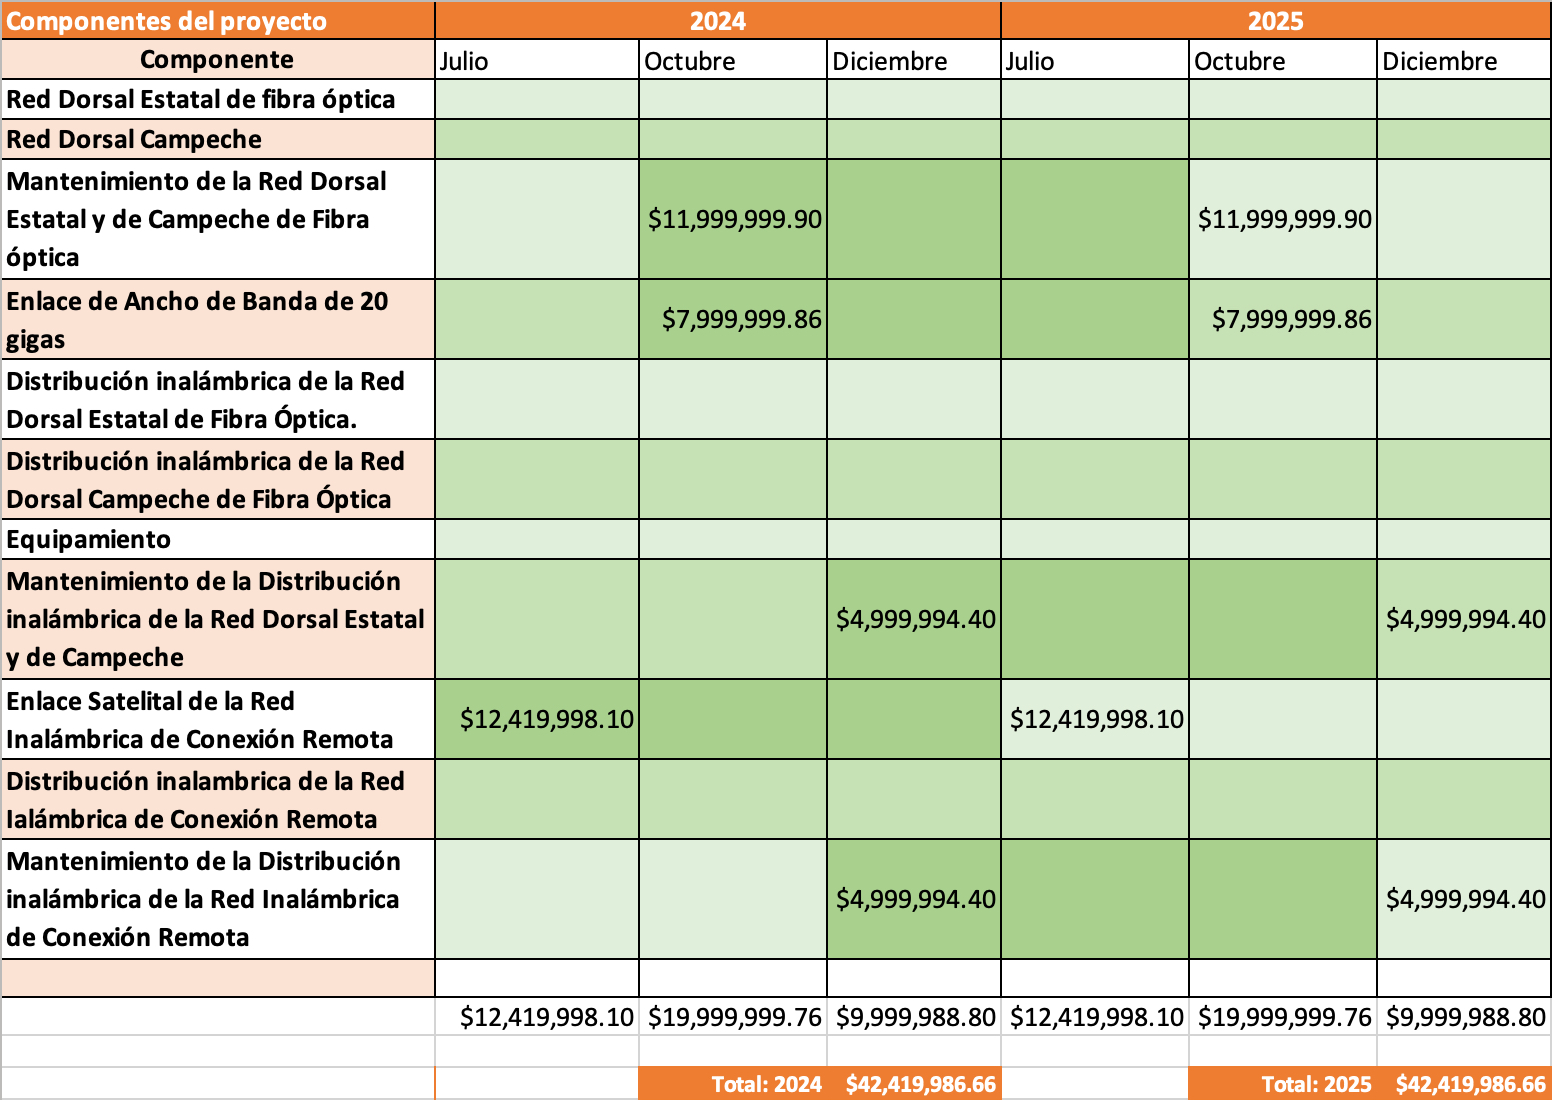 Componentes del proyecto 2024 2025
Componente Julio Octubre Diciembre Julio Octubre Diciembre
Red Dorsal Estatal de fibra óptica
Red Dorsal Campeche
Mantenimiento de la Red Dorsal
Estatal y de Campeche de Fibra
óptica
$11,999,999.90 $11,999,999.90
Enlace de Ancho de Banda de 20
gigas
$7,999,999.86 $7,999,999.86
Distribución inalámbrica de la Red
Dorsal Estatal de Fibra Óptica.
Distribución inalámbrica de la Red
Dorsal Campeche de Fibra Óptica
Equipamiento
Mantenimiento de la Distribución
inalámbrica de la Red Dorsal Estatal
y de Campeche
$4,999,994.40 $4,999,994.40
Enlace Satelital de la Red
Inalámbrica de Conexión Remota
$12,419,998.10 $12,419,998.10
Distribución inalambrica de la Red
Ialámbrica de Conexión Remota
Mantenimiento de la Distribución
inalámbrica de la Red Inalámbrica
de Conexión Remota
$4,999,994.40 $4,999,994.40
$12,419,998.10 $19,999,999.76 $9,999,988.80 $12,419,998.10 $19,999,999.76 $9,999,988.80
Total: 2024 $42,419,986.66 Total: 2025 $42,419,986.66